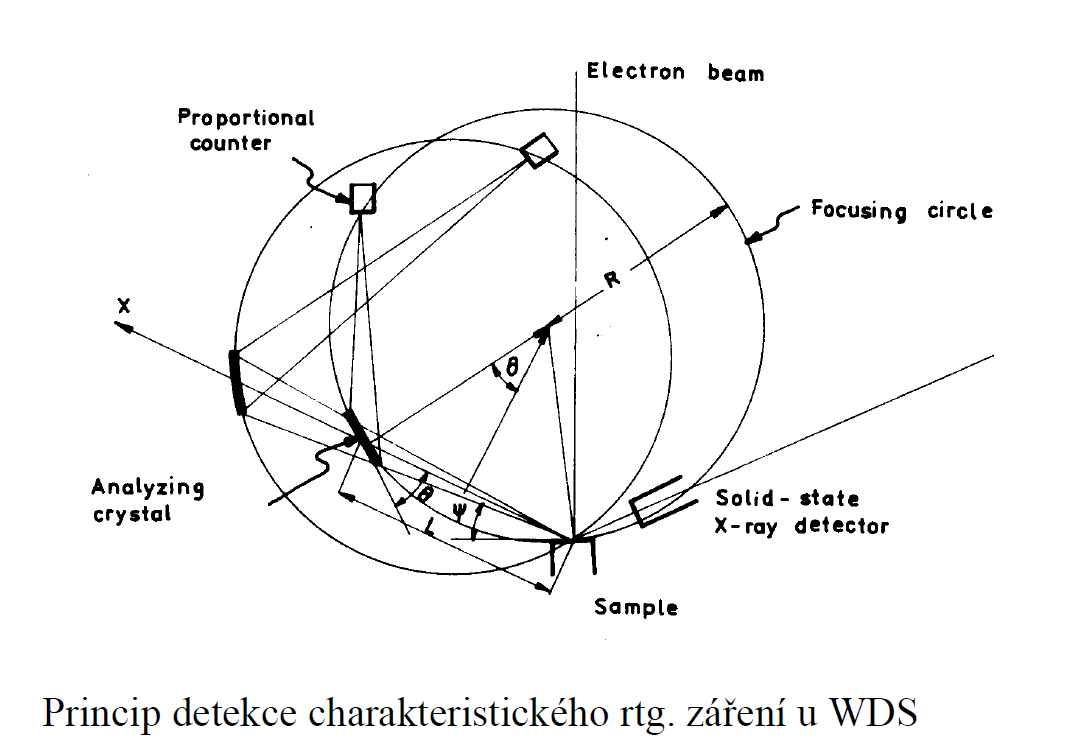 Electron beam
Proportional
counter
Focusing circle
R
X
θ
Analyzing
crystal
θ
ψ
L
Solid-state
X-ray detector
Sample
Princip detekce charakteristického rtg. záření u WDS